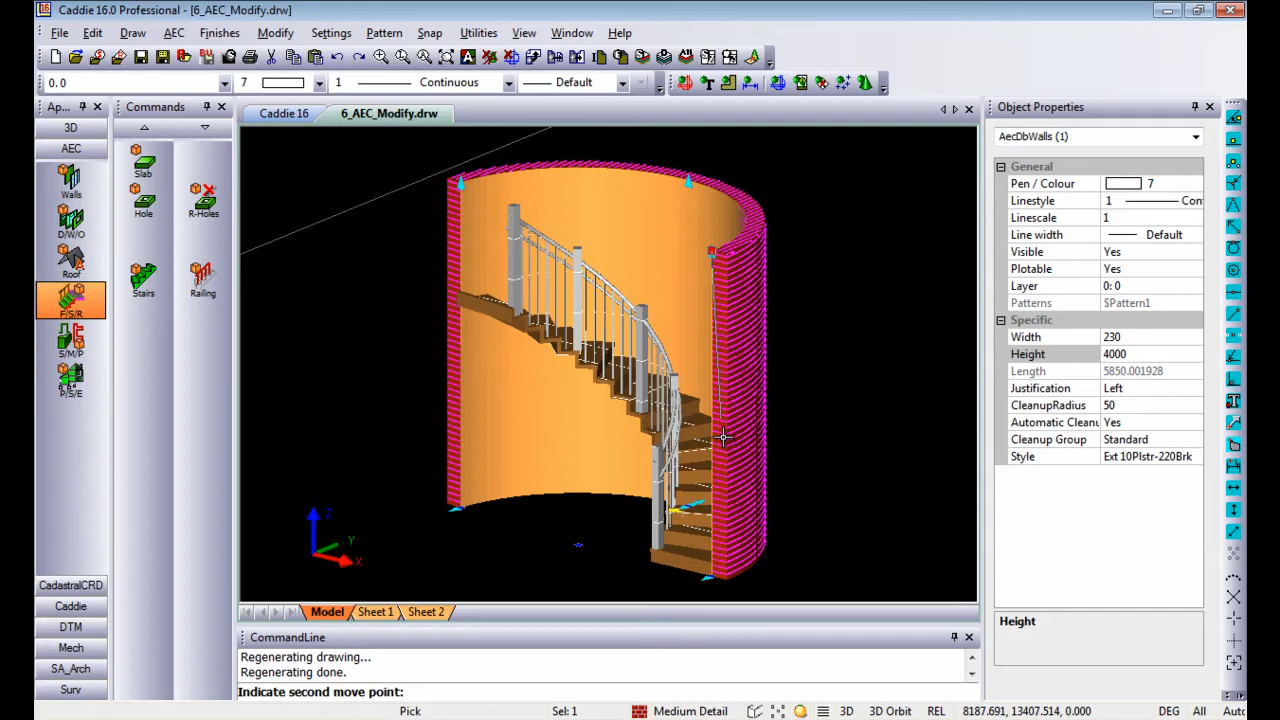 Caddie 16.0 Professional - [6_AEC_Modify.drw]
File Edit Draw AEC Finishes Modify Settings Pattern Snap Utilities View Window Help
0.0 7 1 Continuous Default
Ap... Commands
Caddie 16 6_AEC_Modify.drw
Object Properties
3D
AEC
Walls
D/W/O
Roof
F/S/R
S/M/P
P/S/E
CadastralCRD
Caddie
DTM
Mech
SA_Arch
Surv
Slab
Hole R-Holes
Stairs Railing
Z
Y
X
AecDbWalls (1)
General
Pen / Colour 7
Linestyle 1 Con
Linescale 1
Line width Default
Visible Yes
Plotable Yes
Layer 0: 0
Patterns $Pattern1
Specific
Width 230
Height 4000
Length 5850.001928
Justification Left
CleanupRadius 50
Automatic Cleanu Yes
Cleanup Group Standard
Style Ext 10Plstr-220Brk
Height
Model Sheet 1 Sheet 2
CommandLine
Regenerating drawing...
Regenerating done.
Indicate second move point:
Pick Sel: 1 Medium Detail 3D 3D Orbit REL 8187.691, 13407.514, 0.000 DEG All Auto